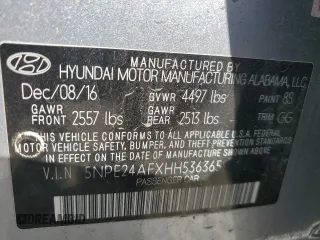 MANUFACTURED BY
HYUNDAI MOTOR MANUFACTURING ALABAMA, LLC
Dec/08/16 GVWR 4497 lbs PAINT 8S
GAWR GAWR
FRONT 2557 lbs REAR 2513 lbs TRIM GG
THIS VEHICLE CONFORMS TO ALL APPLICABLE U.S.A. FEDERAL
MOTOR VEHICLE SAFETY, BUMPER, AND THEFT PREVENTION
STANDARDS IN EFFECT ON THE DATE OF MANUFACTURE
SHOWN ABOVE.
V.I.N 5NPE24AFXHH536365
PASSENGER CAR